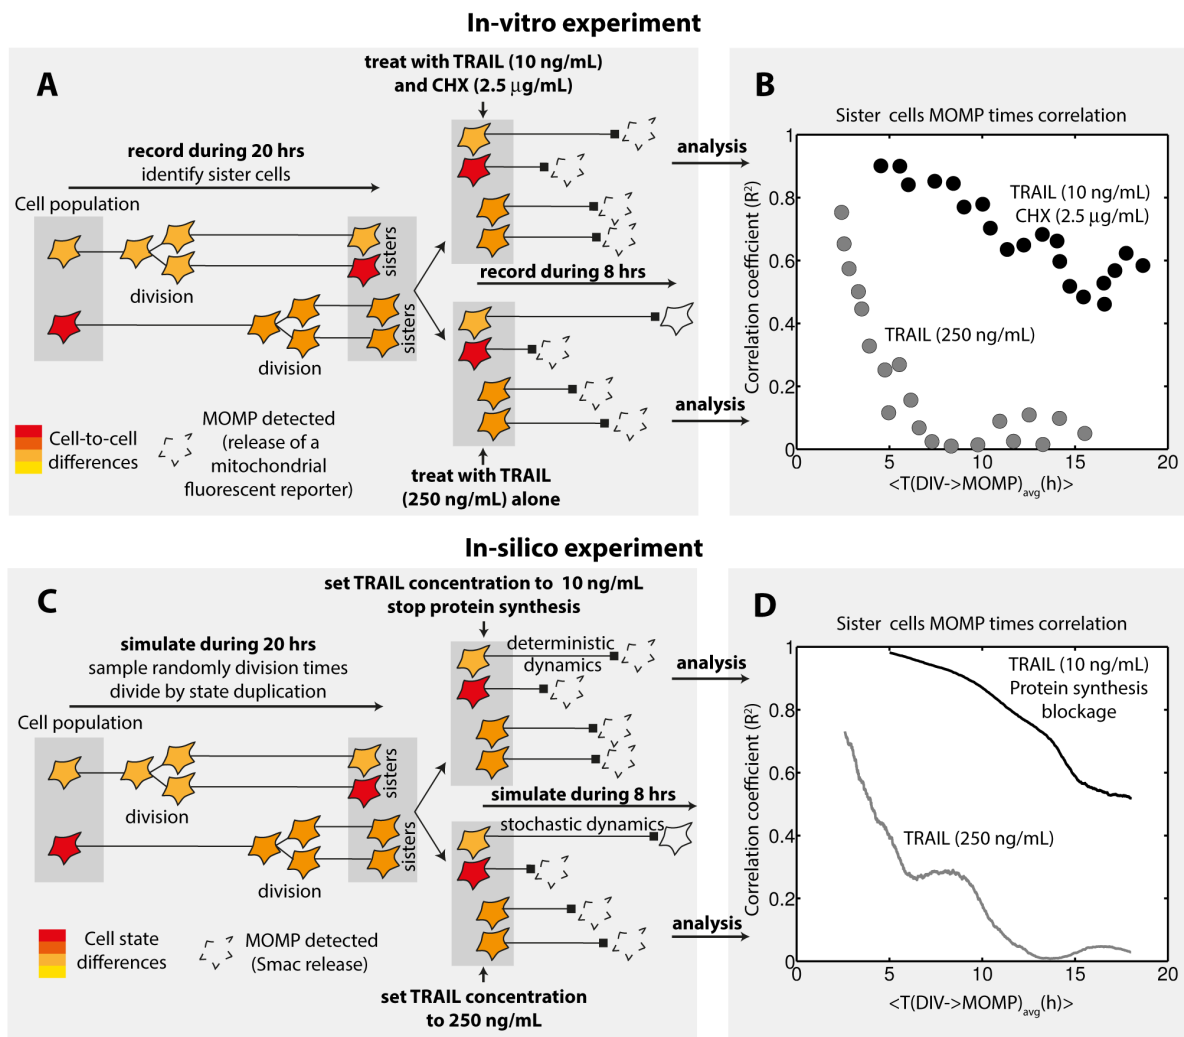 In-vitro experiment
A
treat with TRAIL (10 ng/mL)
and CHX (2.5 μg/mL)
record during 20 hrs
identify sister cells
Cell population
division
sisters
division
sisters
analysis
record during 8 hrs
analysis
Cell-to-cell
differences
MOMP detected
(release of a
mitochondrial
fluorescent reporter)
treat with TRAIL
(250 ng/mL) alone
B
Sister cells MOMP times correlation
Correlation coefficient (R²)
1
0.8
0.6
0.4
0.2
0
0
5
10
15
20
TRAIL (10 ng/mL)
CHX (2.5 μg/mL)
TRAIL (250 ng/mL)
<T(DIV->MOMP)avg(h)>
In-silico experiment
C
set TRAIL concentration to 10 ng/mL
stop protein synthesis
simulate during 20 hrs
sample randomly division times
divide by state duplication
Cell population
division
sisters
division
sisters
deterministic
dynamics
analysis
simulate during 8 hrs
stochastic dynamics
analysis
Cell state
differences
MOMP detected
(Smac release)
set TRAIL concentration
to 250 ng/mL
D
Sister cells MOMP times correlation
Correlation coefficient (R²)
1
0.8
0.6
0.4
0.2
0
0
5
10
15
20
TRAIL (10 ng/mL)
Protein synthesis
blockage
TRAIL (250 ng/mL)
<T(DIV->MOMP)avg(h)>